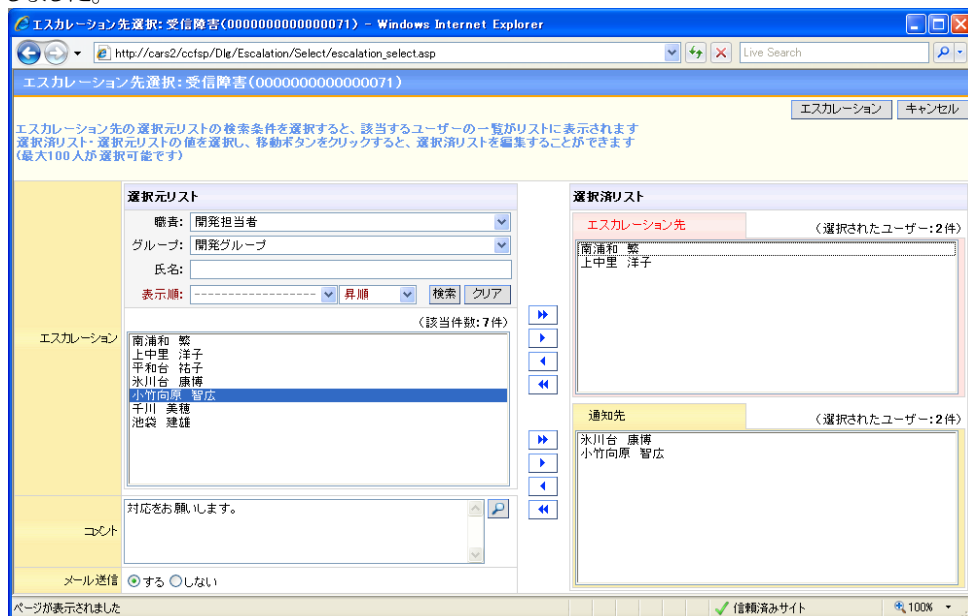 エスカレーション先選択: 受信障害(0000000000000071) - Windows Internet Explorer
http://cars2/ccfsp/Dlg/Escalation/Select/escalation_select.asp
Live Search
エスカレーション先選択: 受信障害(0000000000000071)
エスカレーション キャンセル
エスカレーション先の選択元リストの検索条件を選択すると、該当するユーザーの一覧がリストに表示されます
選択済リスト・選択元リストの値を選択し、移動ボタンをクリックすると、選択済リストを編集することができます
(最大100人が選択可能です)
エスカレーション
選択元リスト
職責: 開発担当者
グループ: 開発グループ
氏名:
表示順: ------------------ 昇順 検索 クリア
(該当件数:7件)
南浦和 繁
上中里 洋子
平和台 祐子
氷川台 康博
小竹向原 智広
千川 美穂
池袋 建雄
選択済リスト
エスカレーション先 (選択されたユーザー:2件)
南浦和 繁
上中里 洋子
通知先 (選択されたユーザー:2件)
氷川台 康博
小竹向原 智広
コメント
対応をお願いします。
メール送信 する しない
ページが表示されました
信頼済みサイト
100%